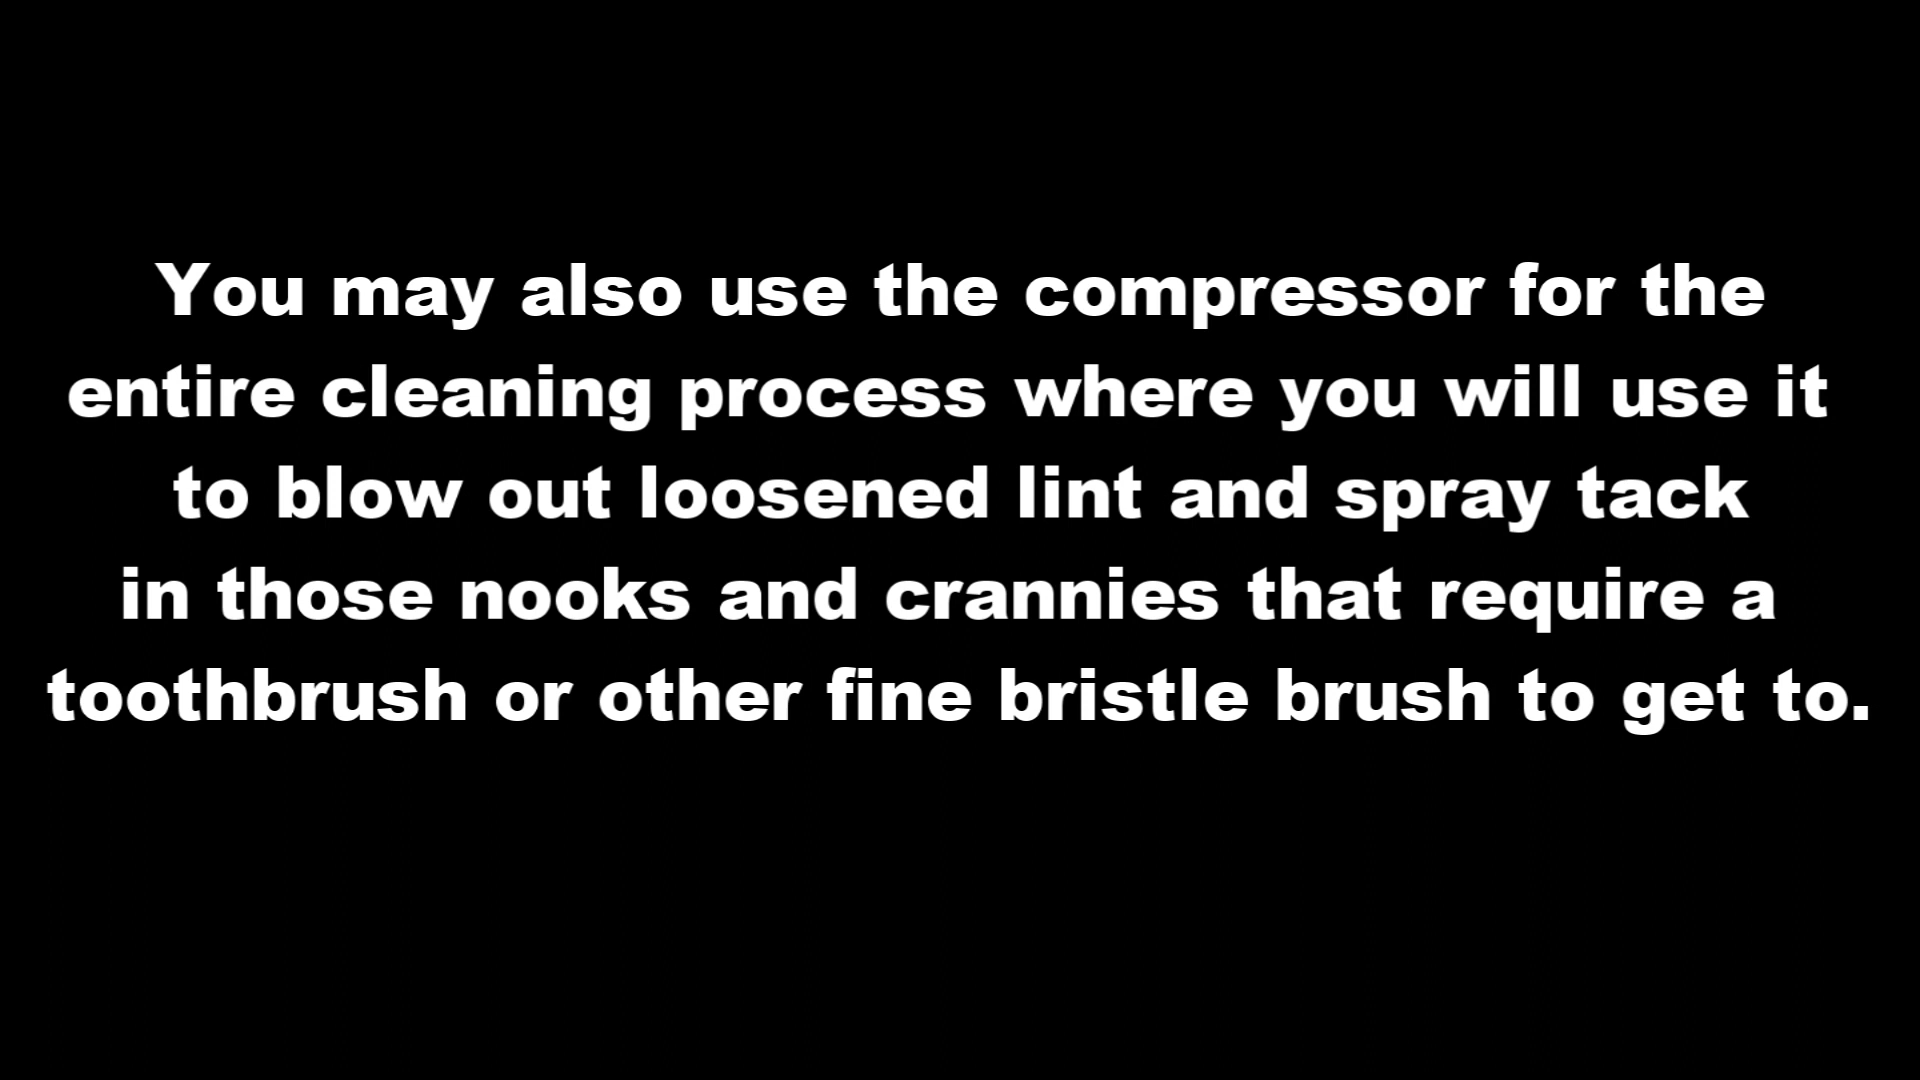 You may also use the compressor for the
entire cleaning process where you will use it
to blow out loosened lint and spray tack
in those nooks and crannies that require a
toothbrush or other fine bristle brush to get to.